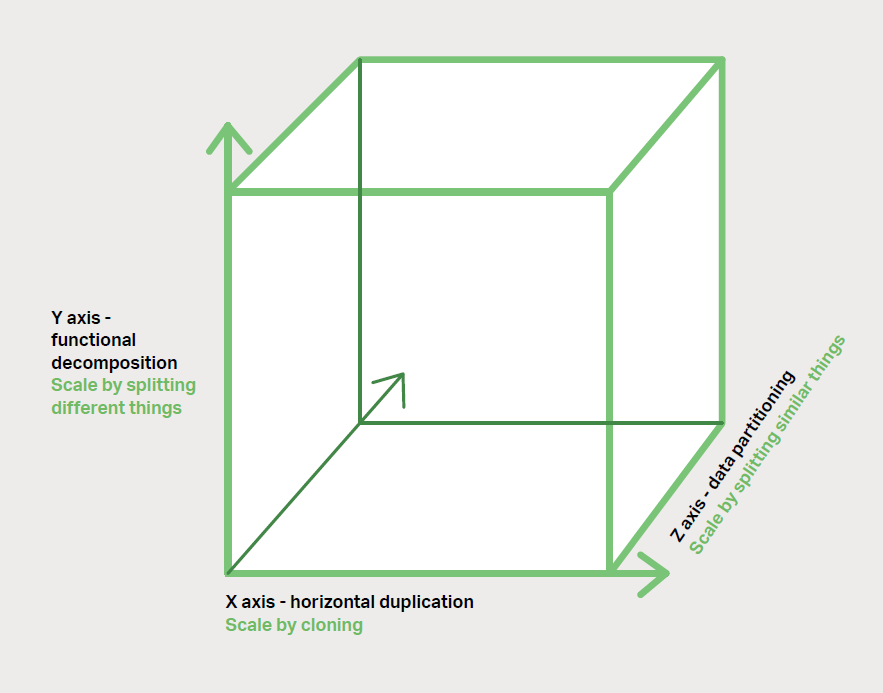 Y axis -
functional
decomposition
Scale by splitting
different things
Z axis - data partitioning
Scale by splitting similar things
X axis - horizontal duplication
Scale by cloning